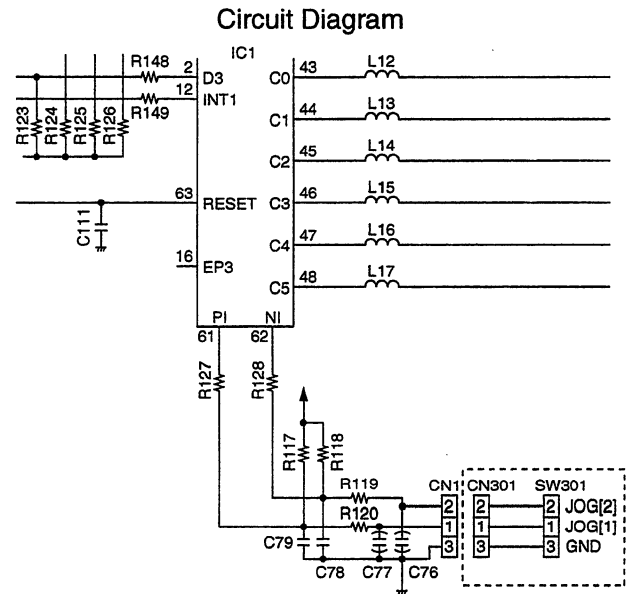 Circuit Diagram
IC1
R148
2 D3
12 INT1
R149
R123
R124
R125
R126
63 RESET
C111
16 EP3
PI
NI
61
62
C0 43 L12
C1 44 L13
C2 45 L14
C3 46 L15
C4 47 L16
C5 48 L17
R127
R128
R117
R118
R119
R120
C79
C78
C77
C76
CN1 CN301 SW301
2 2 2 JOG[2]
1 1 1 JOG[1]
3 3 3 GND